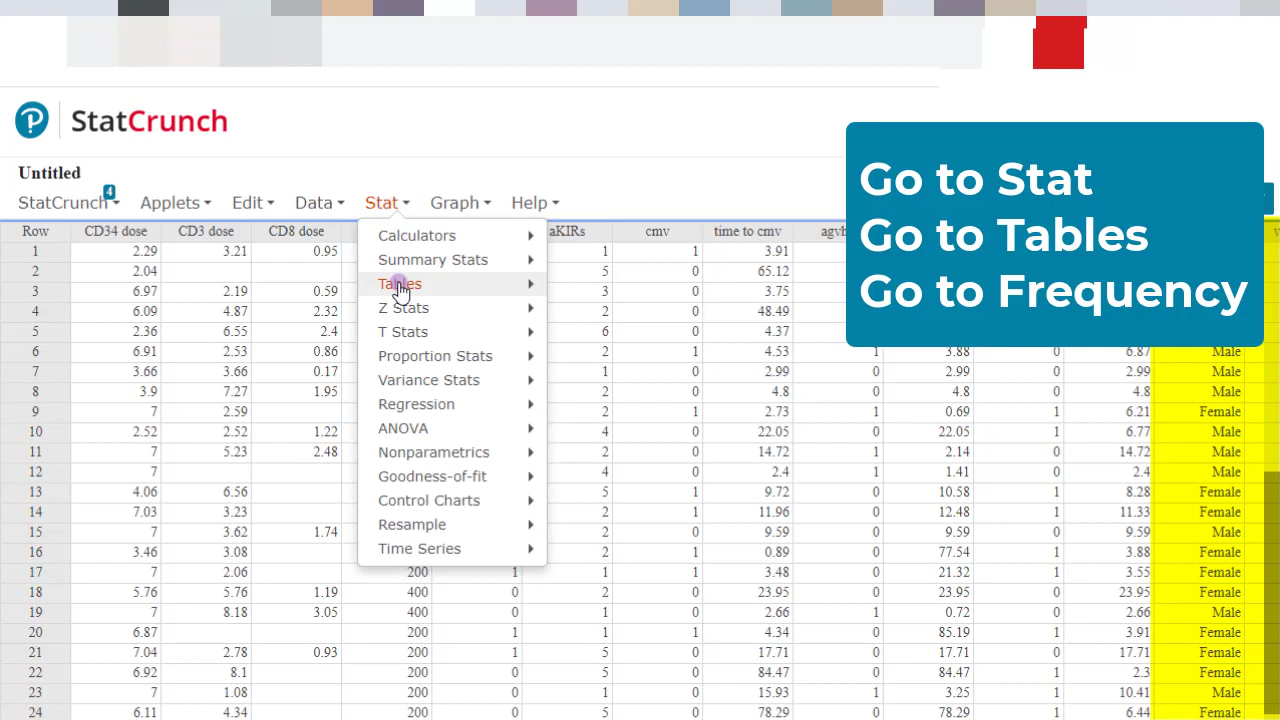 StatCrunch
Go to Stat
Go to Tables
Go to Frequency
Untitled
StatCrunch 4 Applets Edit Data Stat Graph Help
Row CD34 dose CD3 dose CD8 dose aKIRs cmv time to cmv
Calculators
Summary Stats
Tables
Z Stats
T Stats
Proportion Stats
Variance Stats
Regression
ANOVA
Nonparametrics
Goodness-of-fit
Control Charts
Resample
Time Series
1 2.29 3.21 0.95 1 1 3.91
2 2.04 5 0 65.12
3 6.97 2.19 0.59 3 0 3.75
4 6.09 4.87 2.32 2 0 48.49
5 2.36 6.55 2.4 6 0 4.37
6 6.91 2.53 0.86 2 1 4.53 1 3.88 0 6.87 Male
7 3.66 3.66 0.17 1 0 2.99 0 2.99 0 2.99 Male
8 3.9 7.27 1.95 2 0 4.8 0 4.8 0 4.8 Male
9 7 2.59 2 1 2.73 1 0.69 1 6.21 Female
10 2.52 2.52 1.22 4 0 22.05 0 22.05 1 6.77 Male
11 7 5.23 2.48 2 0 14.72 1 2.14 0 14.72 Male
12 7 4 0 2.4 1 1.41 0 2.4 Male
13 4.06 6.56 5 1 9.72 0 10.58 1 8.28 Female
14 7.03 3.23 2 1 11.96 0 12.48 1 11.33 Female
15 7 3.62 1.74 2 0 9.59 0 9.59 0 9.59 Male
16 3.46 3.08 2 1 0.89 0 77.54 1 3.88 Female
17 7 2.06 200 1 1 1 3.48 0 21.32 1 3.55 Female
18 5.76 5.76 1.19 400 0 2 0 23.95 0 23.95 0 23.95 Female
19 7 8.18 3.05 400 0 1 0 2.66 1 0.72 0 2.66 Male
20 6.87 200 1 1 1 4.34 0 85.19 1 3.91 Female
21 7.04 2.78 0.93 200 1 5 0 17.71 0 17.71 0 17.71 Female
22 6.92 8.1 200 0 5 0 84.47 0 84.47 1 2.3 Female
23 7 1.08 200 0 1 0 15.93 1 3.25 1 10.41 Male
24 6.11 4.34 200 0 5 0 78.29 0 78.29 1 6.44 Female